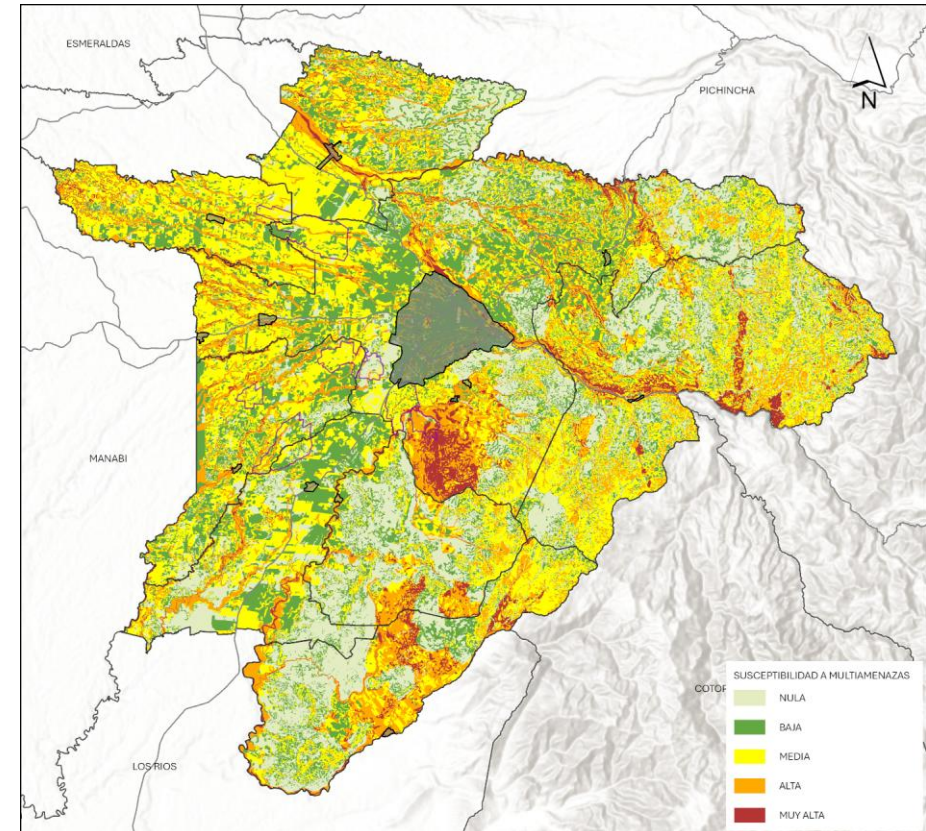 ESMERALDAS
PICHINCHA
N
MANABI
SUSCEPTIBILIDAD A MULTIAMENAZAS
NULA
BAJA
MEDIA
ALTA
MUY ALTA
LOS RIOS